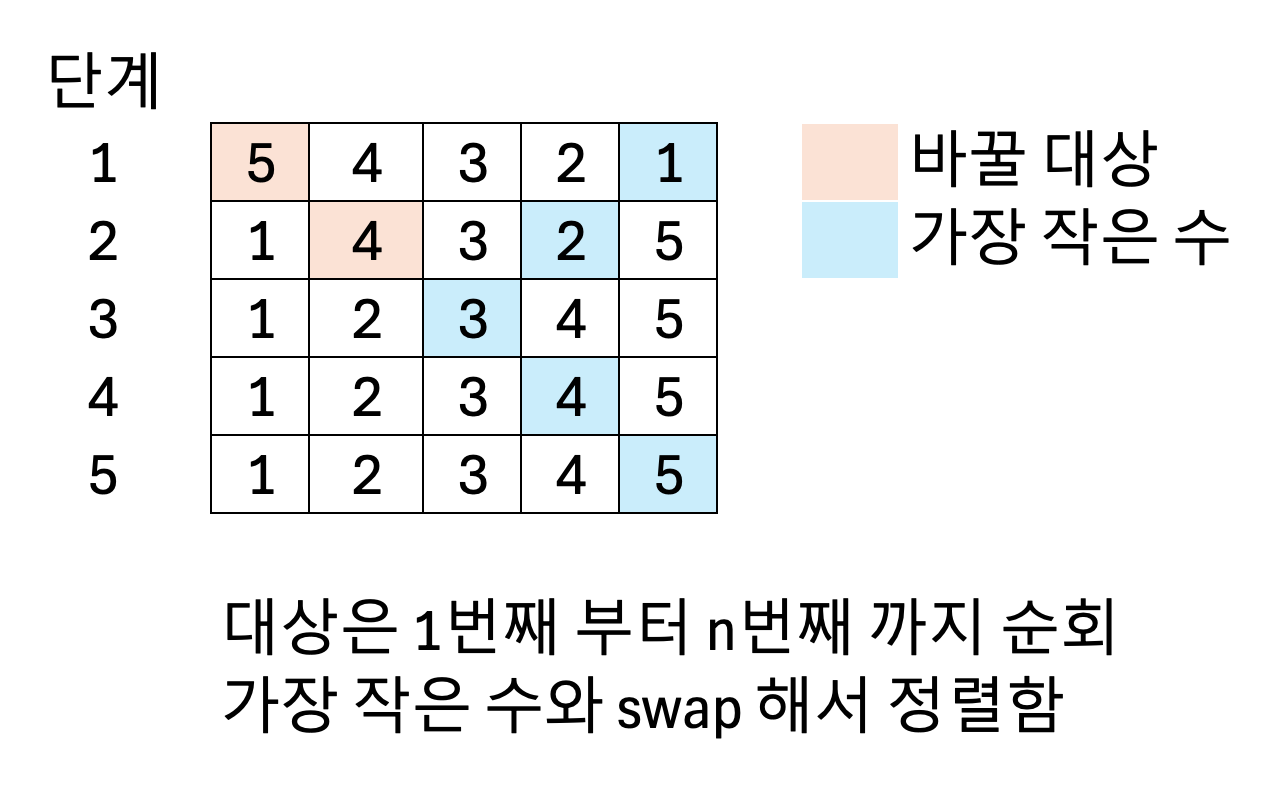 단계
1 5 4 3 2 1 바꿀 대상
2 1 4 3 2 5 가장 작은 수
3 1 2 3 4 5
4 1 2 3 4 5
5 1 2 3 4 5
대상은 1번째 부터 n번째 까지 순회
가장 작은 수와 swap 해서 정렬함